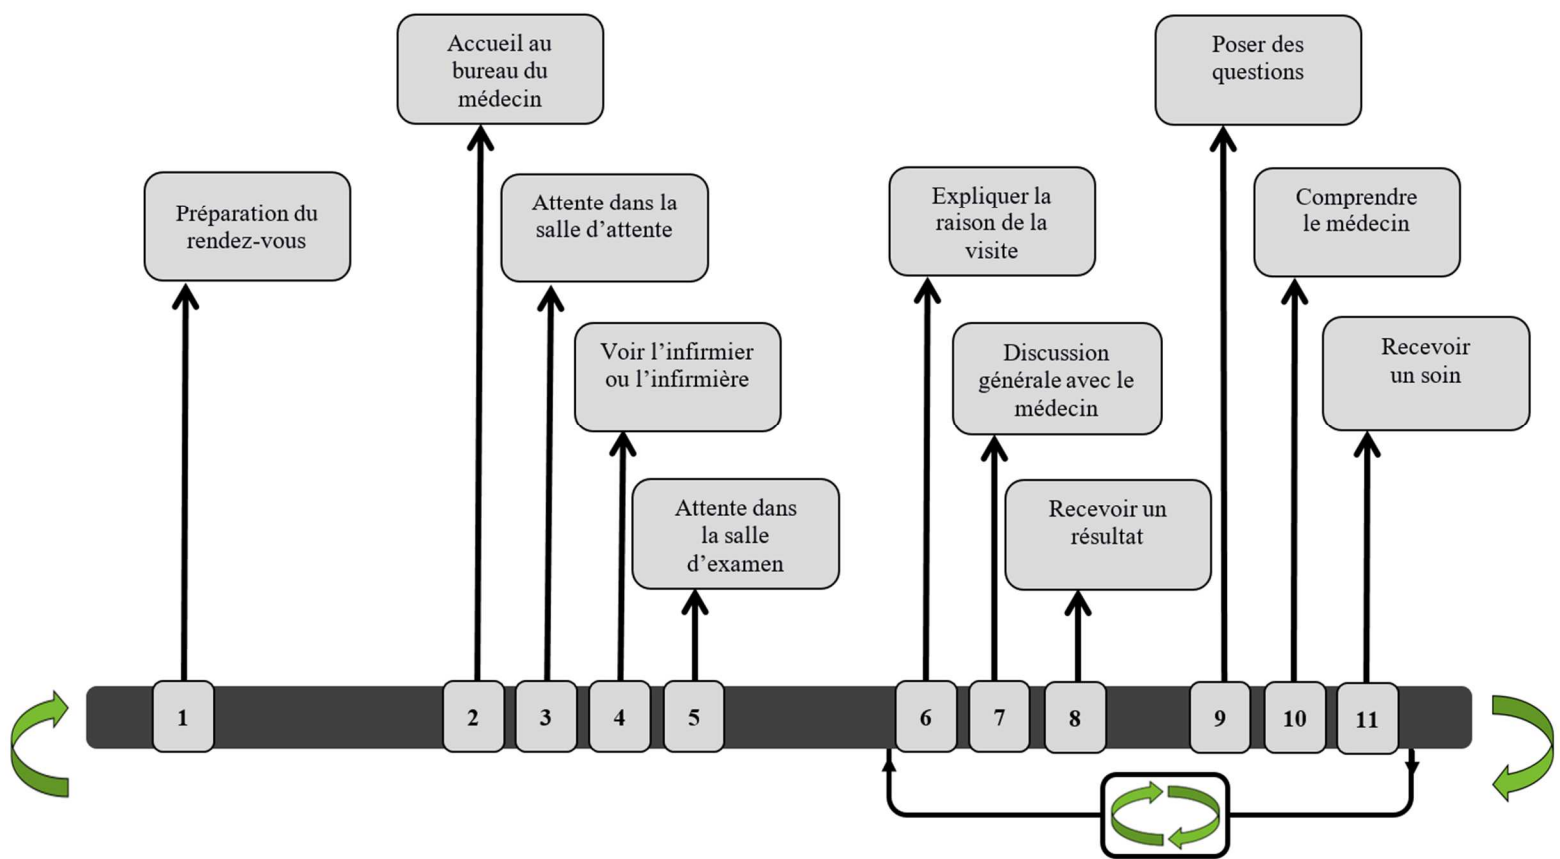 Accueil au
bureau du
médecin
Poser des
questions
Préparation du
rendez-vous
Attente dans la
salle d’attente
Expliquer la
raison de la
visite
Comprendre
le médecin
Voir l’infirmier
ou l’infirmière
Discussion
générale avec le
médecin
Recevoir
un soin
Attente dans
la salle
d’examen
Recevoir un
résultat
1
2
3
4
5
6
7
8
9
10
11